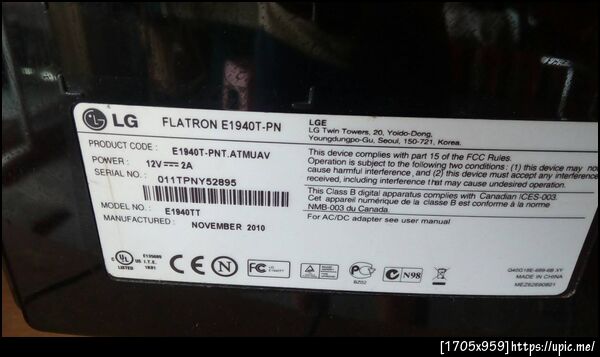 LG FLATRON E1940T-PN
PRODUCT CODE : E1940T-PNT.ATMUAV
POWER : 12V 2A
SERIAL NO. : 011TPNY52895
MODEL NO. : E1940TT
MANUFACTURED : NOVEMBER 2010
LGE
LG Twin Towers, 20, Yoido-Dong,
Youngdungpo-Gu, Seoul, 150-721, Korea.
This device complies with part 15 of the FCC Rules.
Operation is subject to the following two conditions: (1) this device may no
cause harmful interference, and (2) this device must accept any interference
received, including interference that may cause undesired
This Class B digital apparatus complies with Canadian ICES-003.
Cet appareil numérique de la classe B est conforme à la norme
NMB-003 du Canada.
For AC/DC adapter see user manual
C UL US
LISTED I.T.E.
N
FC
N98
MADE IN CHINA
[1705x959]https://upic.me/